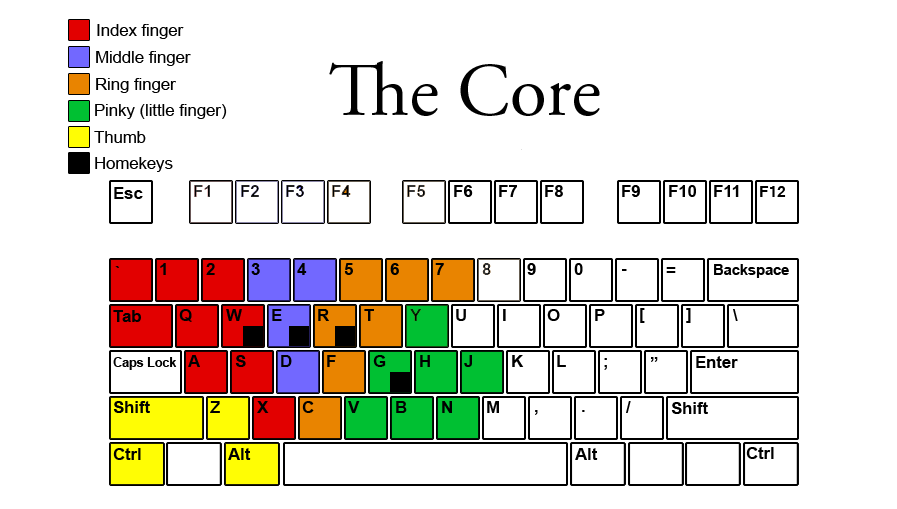 Index finger
Middle finger
Ring finger
Pinky (little finger)
Thumb
Homekeys
The Core
Esc F1 F2 F3 F4 F5 F6 F7 F8 F9 F10 F11 F12
` 1 2 3 4 5 6 7 8 9 0 - = Backspace
Tab Q W E R T Y U I O P [ ] \
Caps Lock A S D F G H J K L ; ” Enter
Shift Z X C V B N M , . / Shift
Ctrl Alt Alt Ctrl